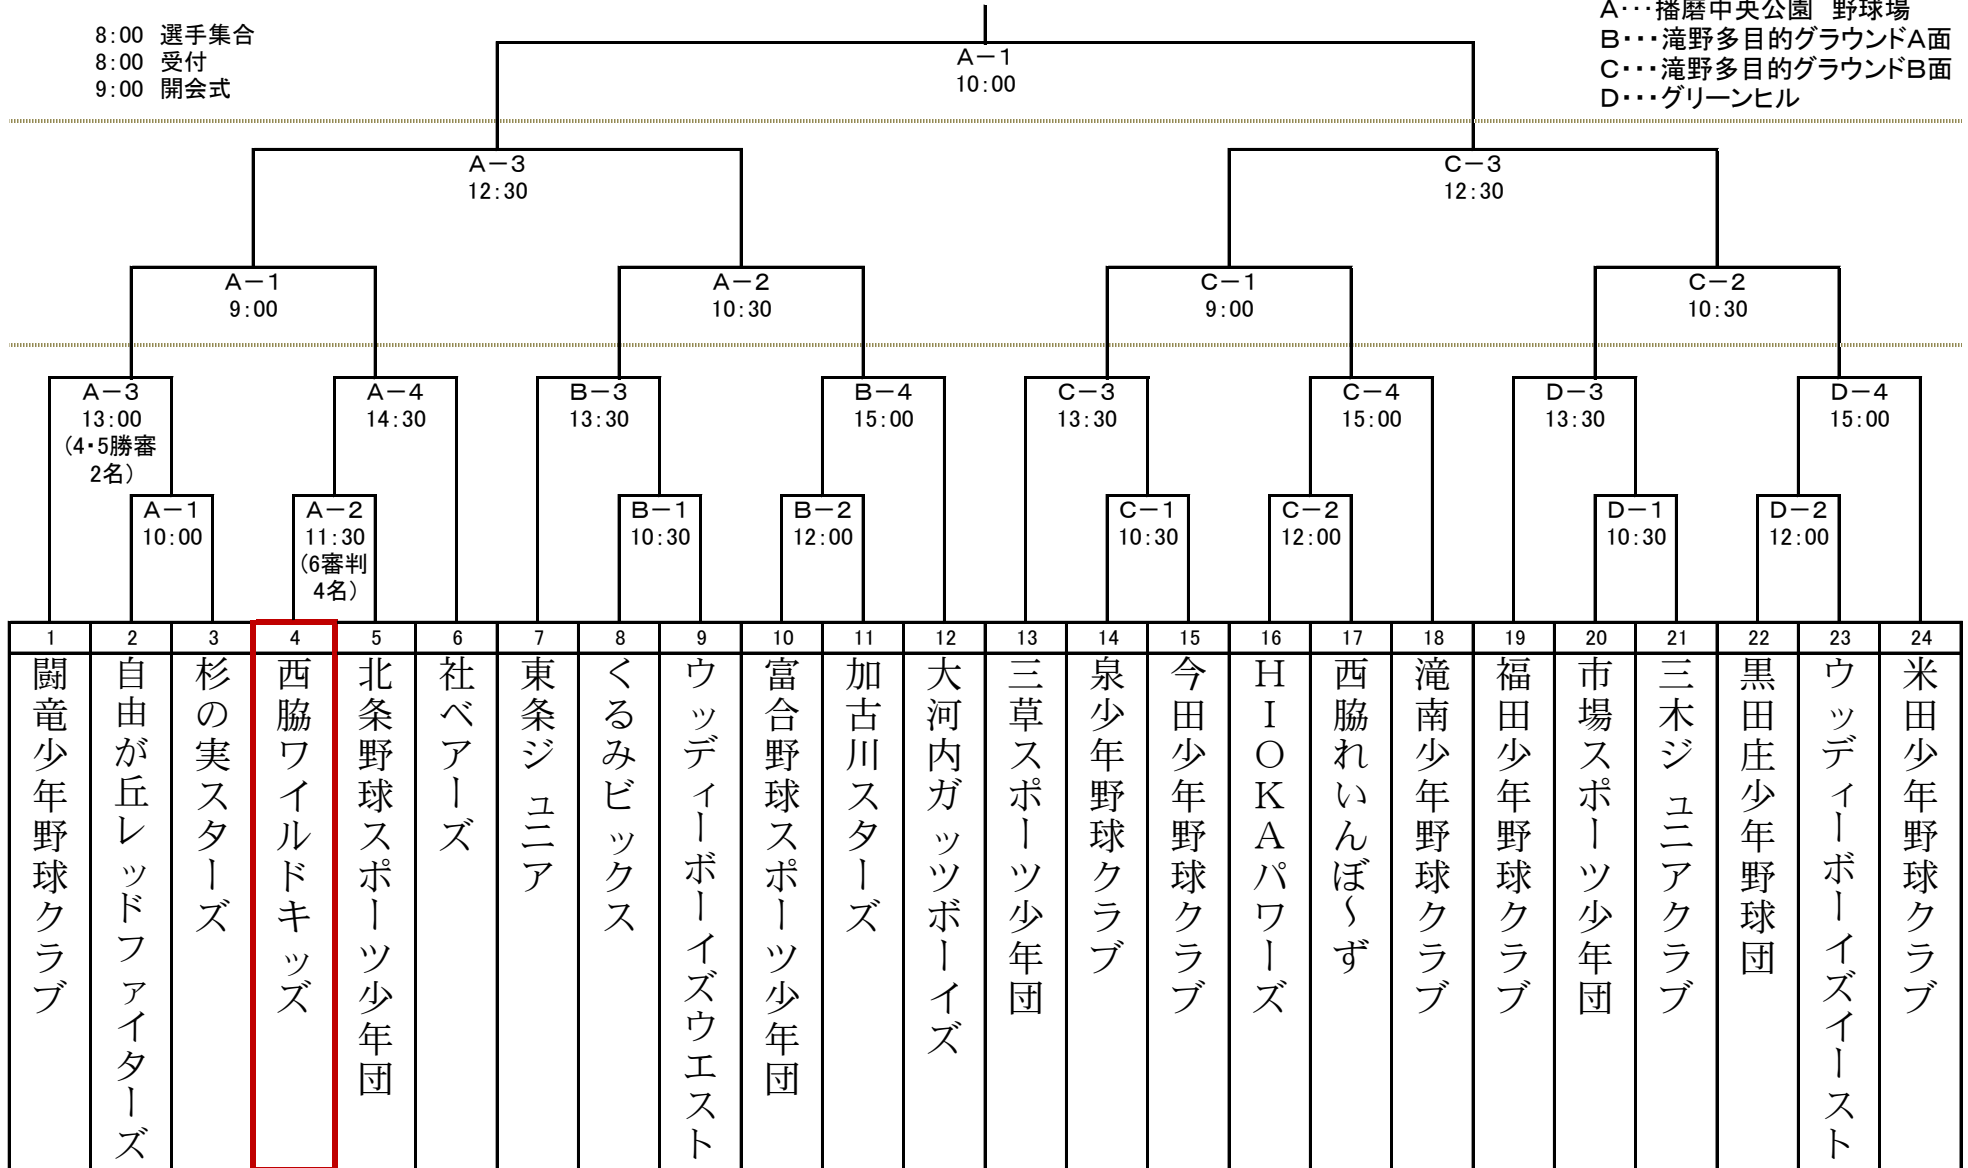 8:00 選手集合
8:00 受付
9:00 開会式
A･･･播磨中央公園 野球場
B･･･滝野多目的グラウンドA面
C･･･滝野多目的グラウンドB面
D･･･グリーンヒル
A－1
10:00
A－3
12:30
C－3
12:30
A－1
9:00
A－2
10:30
C－1
9:00
C－2
10:30
A－3
13:00
(4･5勝審
2名)
A－4
14:30
B－3
13:30
B－4
15:00
C－3
13:30
C－4
15:00
D－3
13:30
D－4
15:00
A－1
10:00
A－2
11:30
(6審判
4名)
B－1
10:30
B－2
12:00
C－1
10:30
C－2
12:00
D－1
10:30
D－2
12:00
1 2 3 4 5 6 7 8 9 10 11 12 13 14 15 16 17 18 19 20 21 22 23 24
闘竜少年野球クラブ
自由が丘レッドファイターズ
杉の実スターズ
西脇ワイルドキッズ
北条野球スポーツ少年団
社ベアーズ
東条ジュニア
くるみビックス
ウッディーボーイズウエスト
富合野球スポーツ少年団
加古川スターズ
大河内ガッツボーイズ
三草スポーツ少年団
泉少年野球クラブ
今田少年野球クラブ
HIOKAパワーズ
西脇れいんぼ～ず
滝南少年野球クラブ
福田少年野球クラブ
市場スポーツ少年団
三木ジュニアクラブ
黒田庄少年野球団
ウッディーボーイズイースト
米田少年野球クラブ